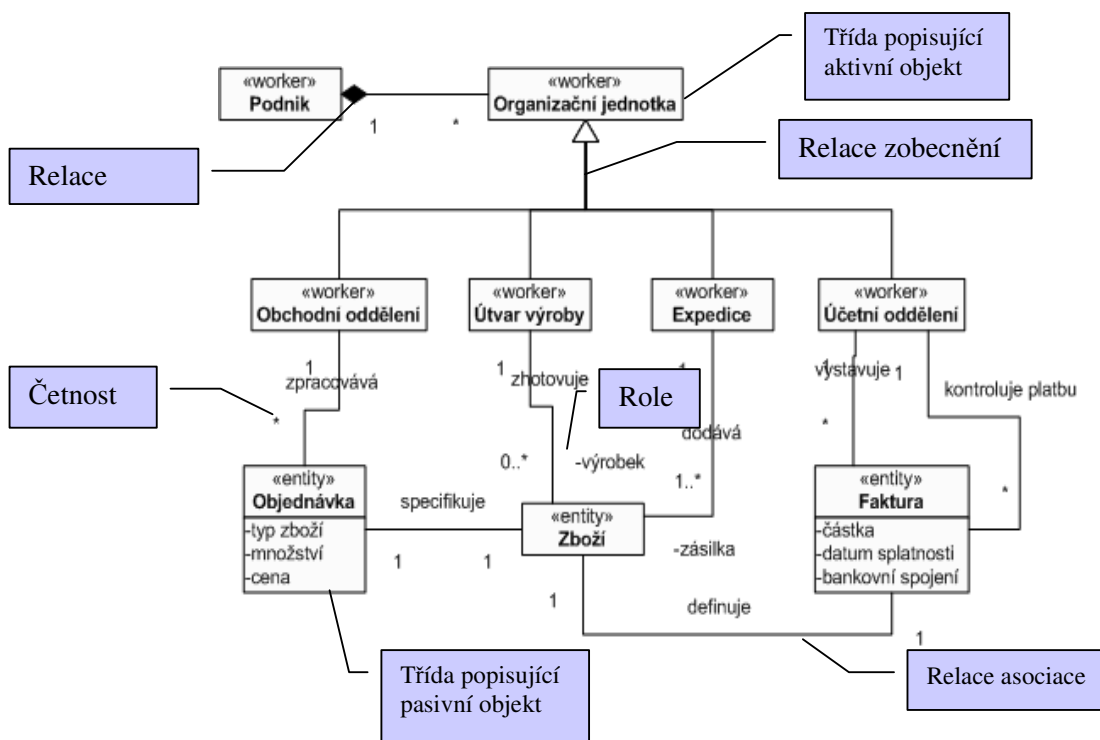 Třída popisující
aktivní objekt
«worker»
Podnik
«worker»
Organizační jednotka
1
*
Relace
Relace zobecnění
«worker»
Obchodní oddělení
«worker»
Útvar výroby
«worker»
Expedice
«worker»
Účetní oddělení
1
zpracovává
1
zhotovuje
1
1
vystavuje
1
kontroluje platbu
Četnost
Role
*
dodává
*
0..*
-výrobek
1..*
*
«entity»
Objednávka
-typ zboží
-množství
-cena
specifikuje
1
1
«entity»
Zboží
-zásilka
«entity»
Faktura
-částka
-datum splatnosti
-bankovní spojení
1
definuje
1
Třída popisující
pasivní objekt
Relace asociace